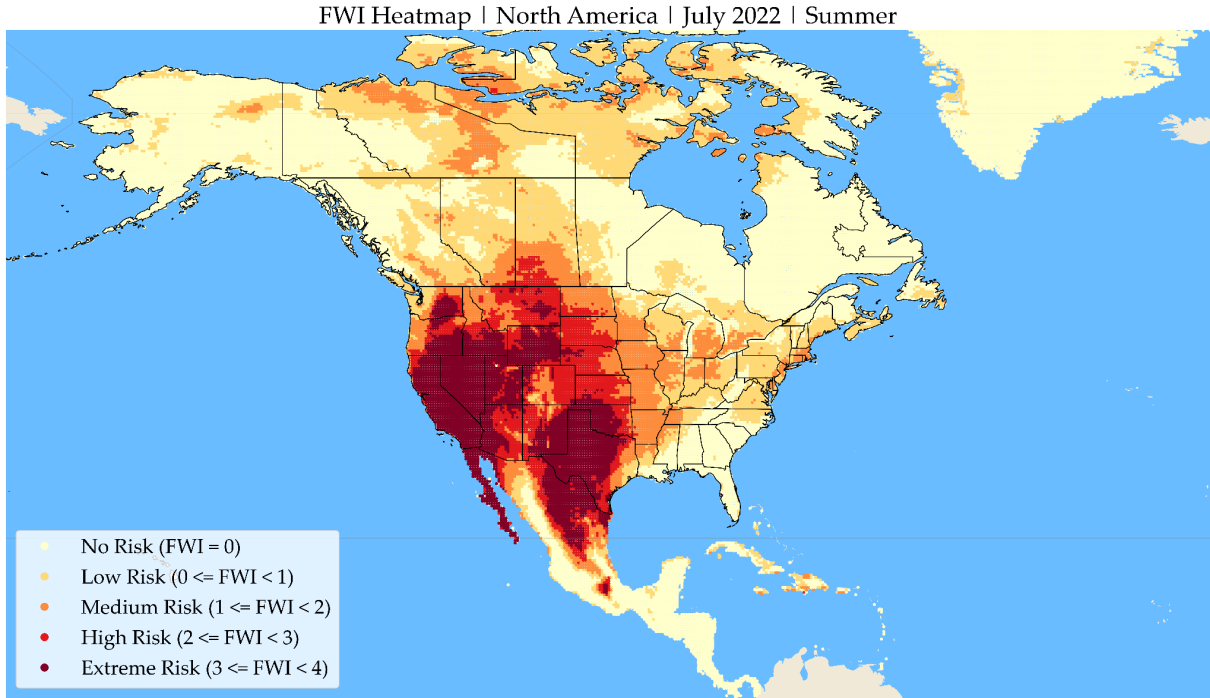 FWI Heatmap | North America | July 2022 | Summer
No Risk (FWI = 0)
Low Risk (0 <= FWI < 1)
Medium Risk (1 <= FWI < 2)
High Risk (2 <= FWI < 3)
Extreme Risk (3 <= FWI < 4)